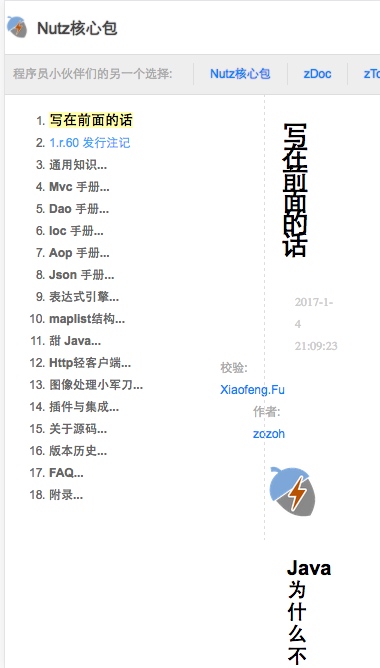 Nutz核心包
程序员小伙伴们的另一个选择:
Nutz核心包
zDoc
1. 写在前面的话
2. 1.r.60 发行注记
3. 通用知识...
4. Mvc 手册...
5. Dao 手册...
6. Ioc 手册...
7. Aop 手册...
8. Json 手册...
9. 表达式引擎...
10. maplist结构...
11. 甜 Java...
12. Http轻客户端...
13. 图像处理小军刀...
14. 插件与集成...
15. 关于源码...
16. 版本历史...
17. FAQ...
18. 附录...
写
在
前
面
的
话
2017-1-
4
21:09:23
校验:
Xiaofeng.Fu
作者:
zozoh
Java
为
什
么
不